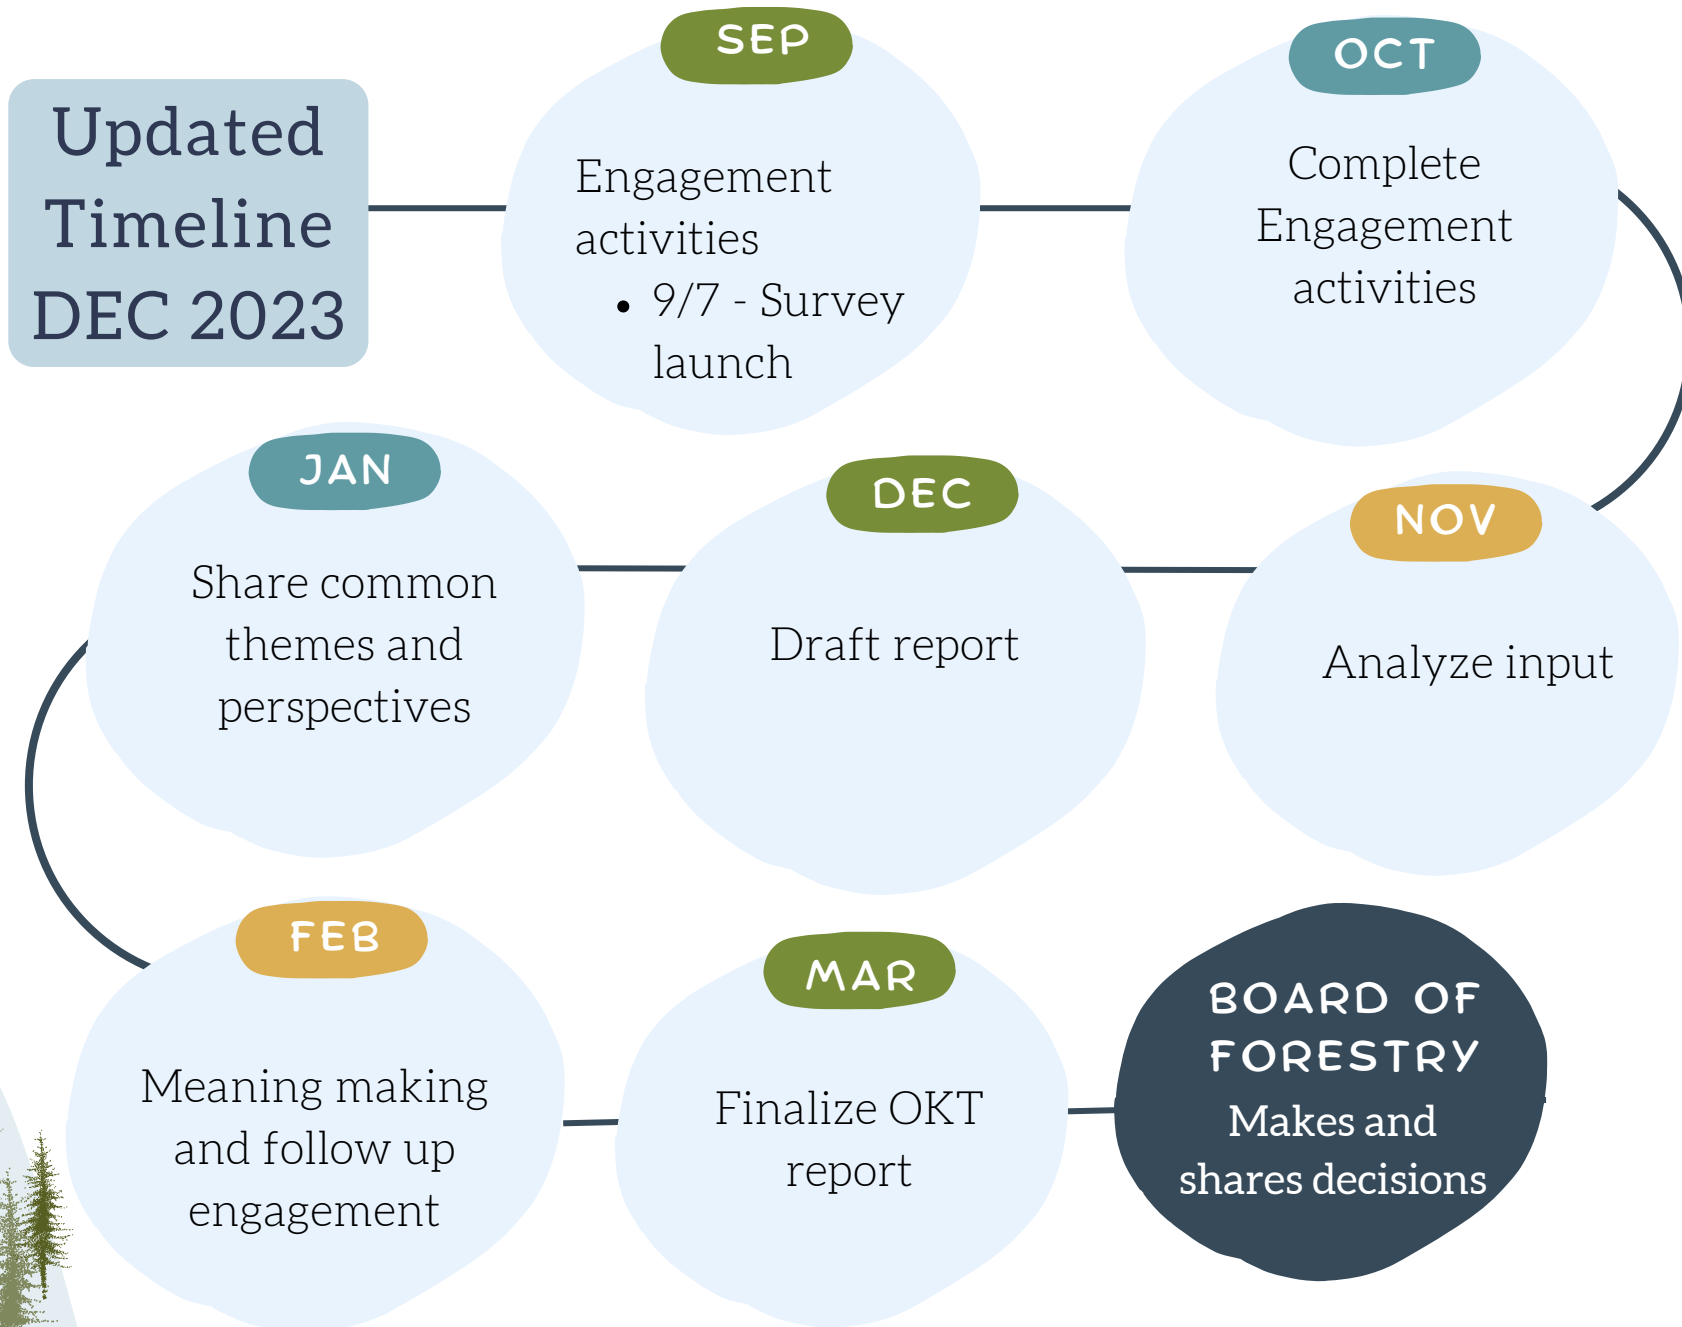 Updated
Timeline
DEC 2023
SEP
Engagement
activities
• 9/7 - Survey
launch
OCT
Complete
Engagement
activities
NOV
Analyze input
DEC
Draft report
JAN
Share common
themes and
perspectives
FEB
Meaning making
and follow up
engagement
MAR
Finalize OKT
report
BOARD OF
FORESTRY
Makes and
shares decisions